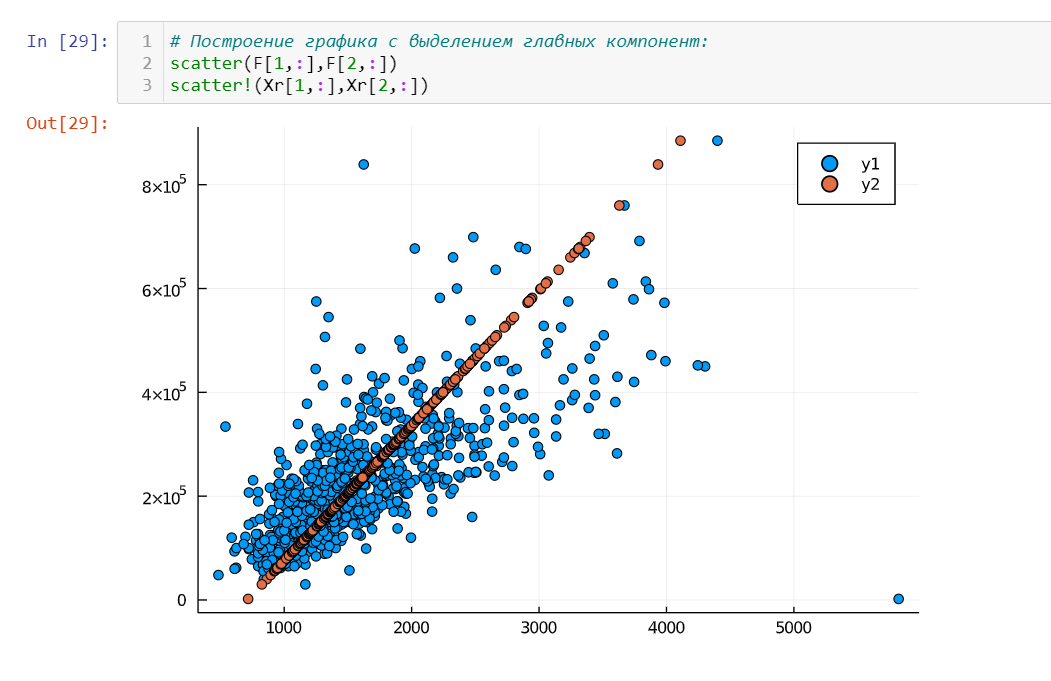 In [29]:
1 # Построение графика с выделением главных компонент:
2 scatter(F[1,:],F[2,:])
3 scatter!(Xr[1,:],Xr[2,:])
Out[29]:
y1
y2
8×10⁵
6×10⁵
4×10⁵
2×10⁵
0
1000 2000 3000 4000 5000